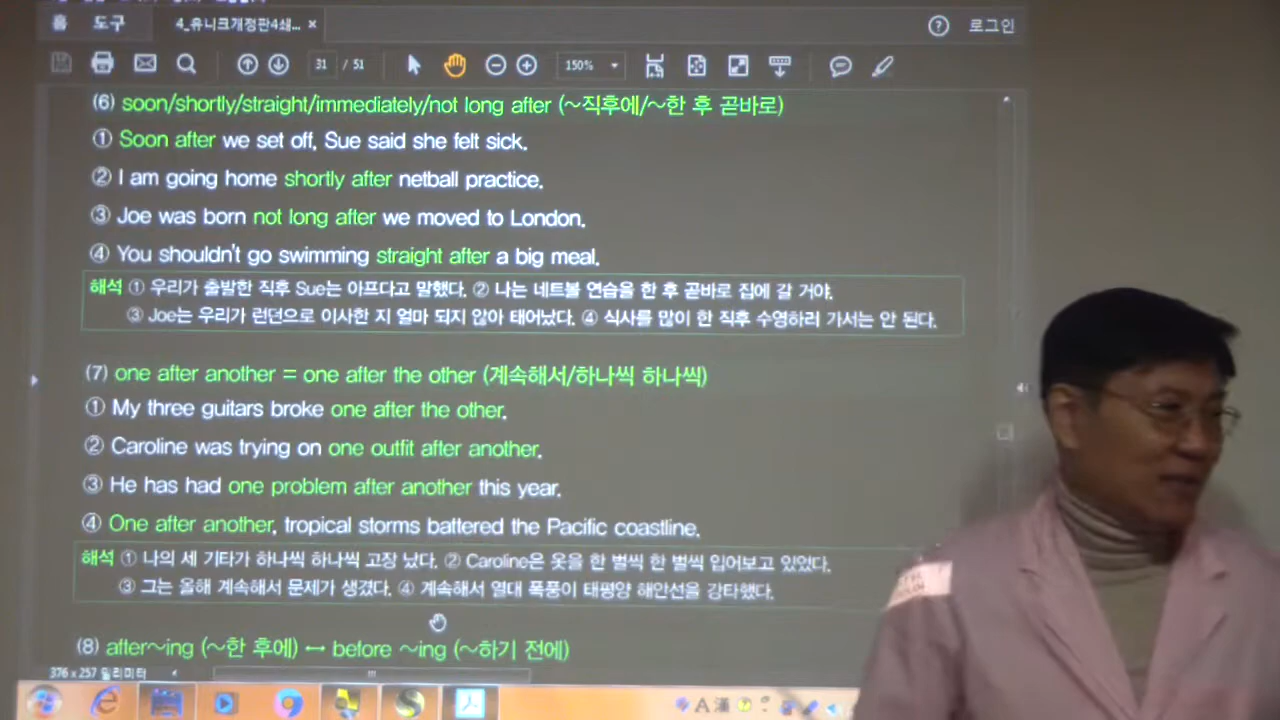 홈 도구 4_유니크개정판4쇄... × ? 로그인
31 / 51 150%
(6) soon/shortly/straight/immediately/not long after (～직후에/～한 후 곧바로)
① Soon after we set off, Sue said she felt sick.
② I am going home shortly after netball practice.
③ Joe was born not long after we moved to London.
④ You shouldn't go swimming straight after a big meal.
해석 ① 우리가 출발한 직후 Sue는 아프다고 말했다. ② 나는 네트볼 연습을 한 후 곧바로 집에 갈 거야.
③ Joe는 우리가 런던으로 이사한 지 얼마 되지 않아 태어났다. ④ 식사를 많이 한 직후 수영하러 가서는 안 된다.
(7) one after another = one after the other (계속해서/하나씩 하나씩)
① My three guitars broke one after the other.
② Caroline was trying on one outfit after another.
③ He has had one problem after another this year.
④ One after another, tropical storms battered the Pacific coastline.
해석 ① 나의 세 기타가 하나씩 하나씩 고장 났다. ② Caroline은 옷을 한 벌씩 한 벌씩 입어보고 있었다.
③ 그는 올해 계속해서 문제가 생겼다. ④ 계속해서 열대 폭풍이 태평양 해안선을 강타했다.
(8) after～ing (～한 후에) ↔ before ～ing (～하기 전에)
376 x 257 밀리미터
A 漢